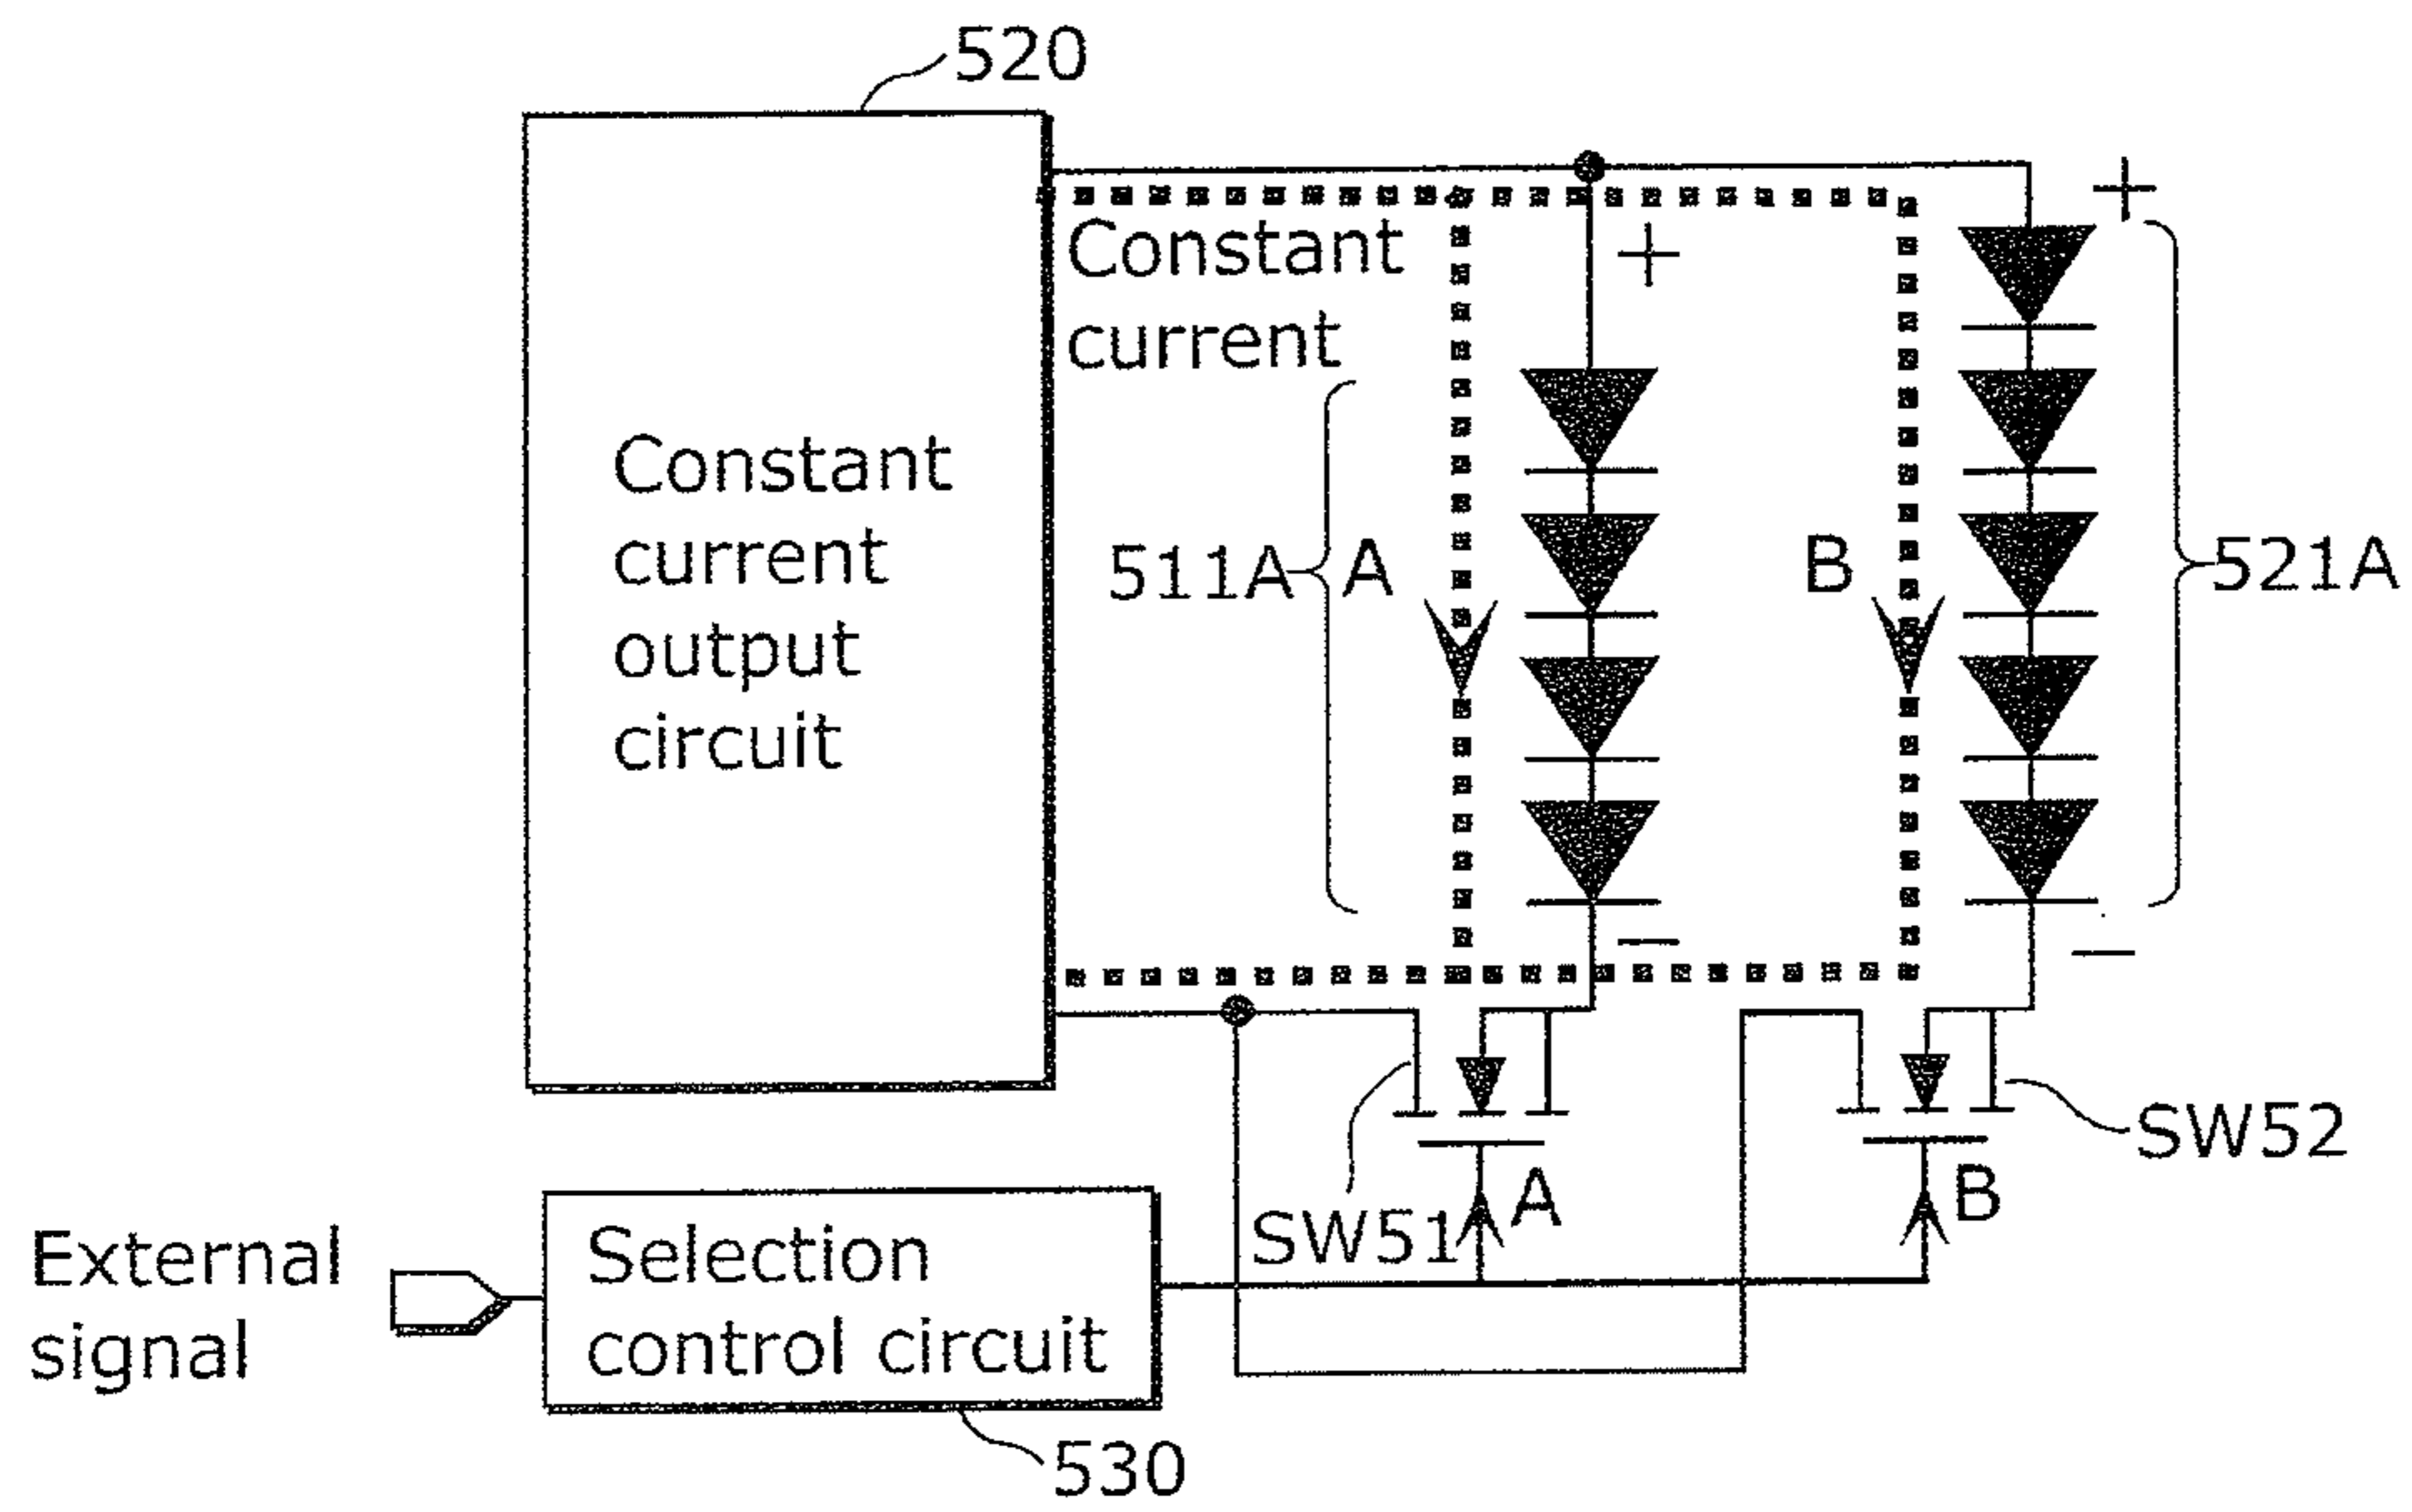 520
+
Constant
current
+
Constant
current
output
circuit
511A
A
B
521A
−
−
SW51
A
SW52
B
External
signal
Selection
control circuit
530